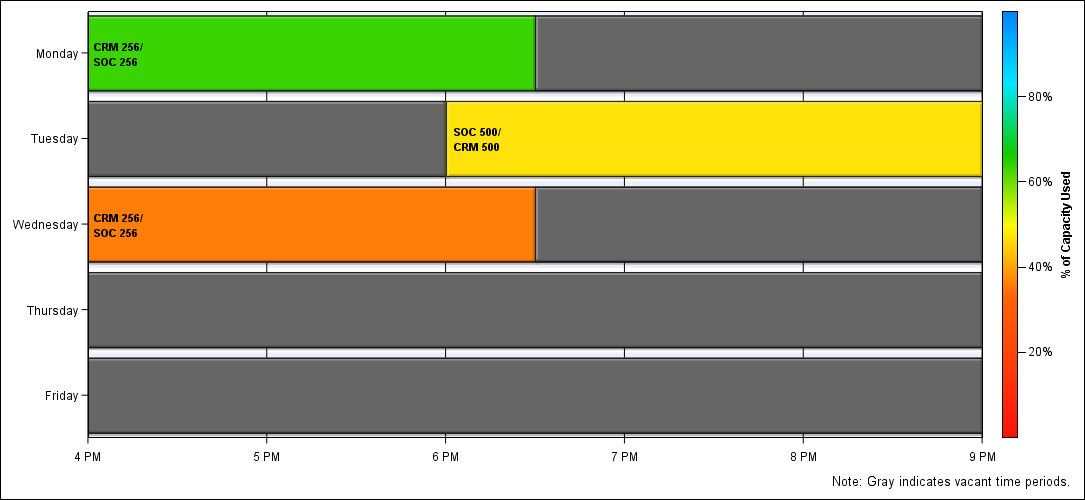 Monday
CRM 256/
SOC 256
Tuesday
SOC 500/
CRM 500
Wednesday
CRM 256/
SOC 256
Thursday
Friday
4 PM
5 PM
6 PM
7 PM
8 PM
9 PM
80%
60%
40%
20%
% of Capacity Used
Note: Gray indicates vacant time periods.